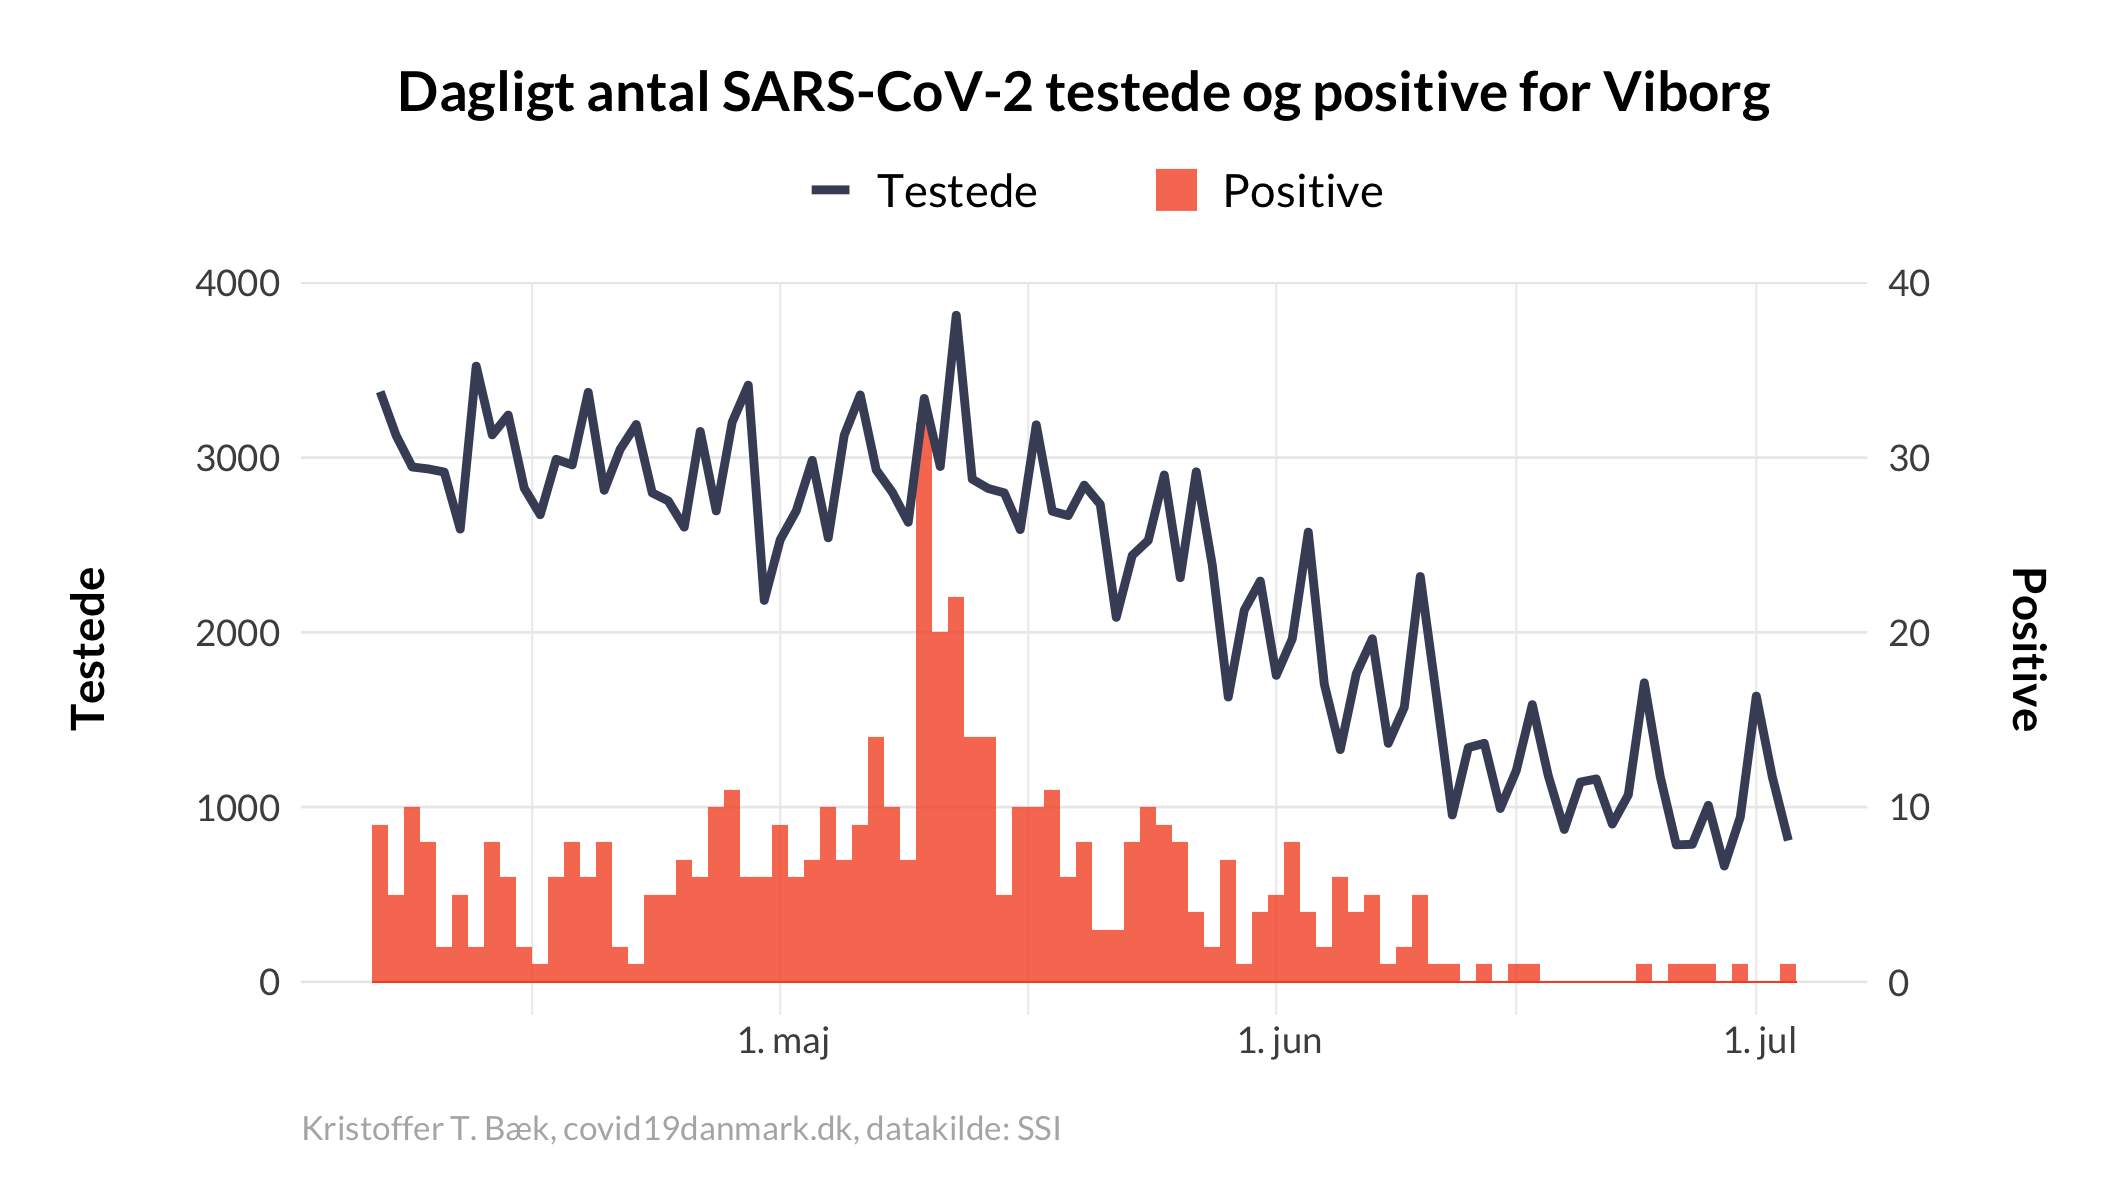 Dagligt antal SARS-CoV-2 testede og positive for Viborg
Testede Positive
4000 40
3000 30
2000 20
1000 10
0 0
Testede
Positive
1. maj 1. jun 1. jul
Kristoffer T. Bæk, covid19danmark.dk, datakilde: SSI